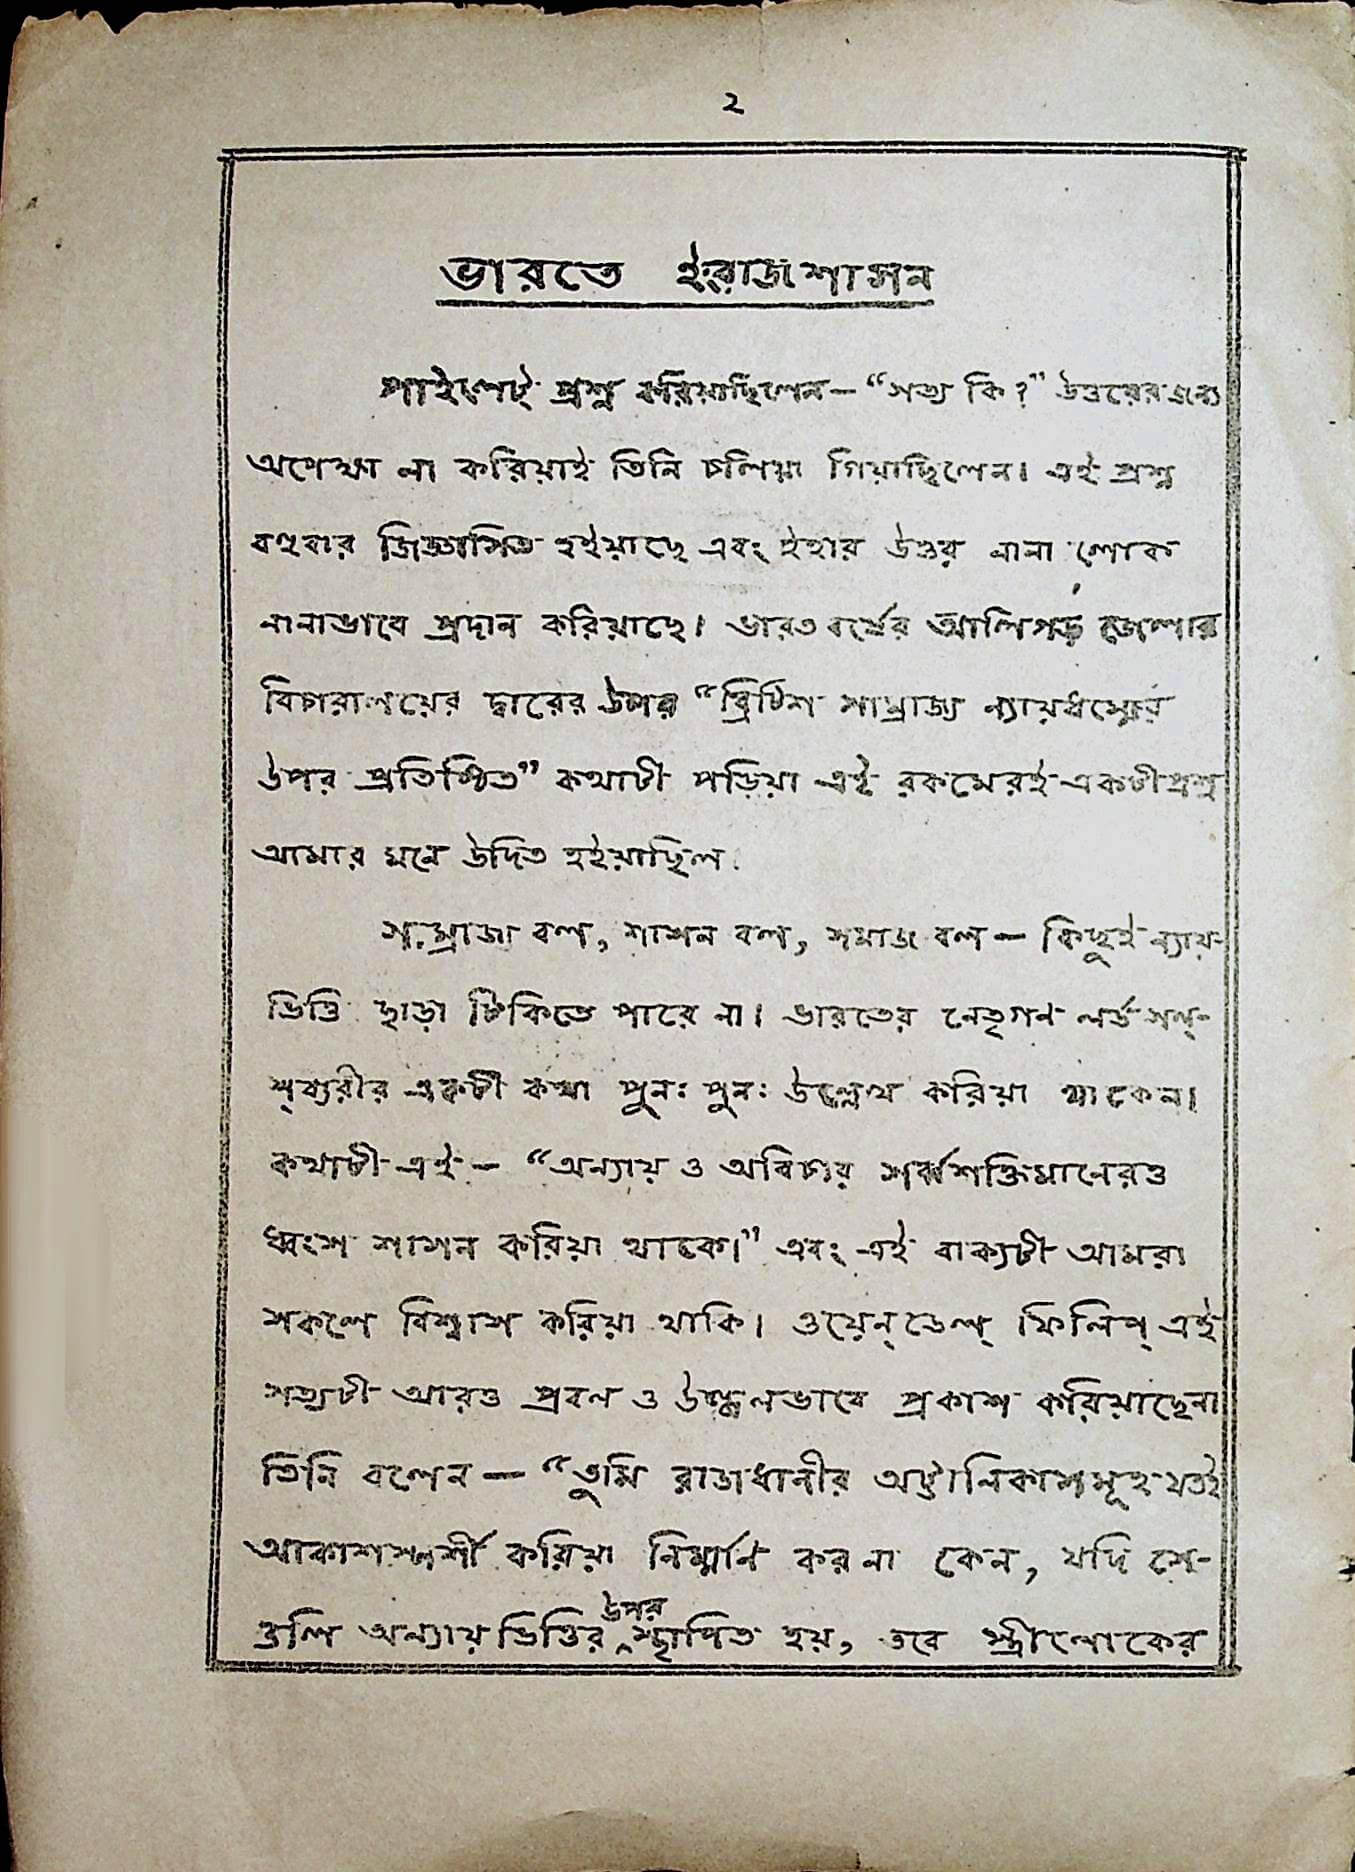 ২
ভারতে ইংরাজশাসন
পাইলেট্ প্রশ্ন করিয়াছিলেন— “সত্য কি?” উত্তরের জন্য
অপেক্ষা না করিয়াই তিনি চলিয়া গিয়াছিলেন। এই প্রশ্ন
বহুবার জিজ্ঞাসিত হইয়াছে এবং ইহার উত্তর নানা লোক
নানাভাবে প্রদান করিয়াছে। ভারতবর্ষের আলিগড় জেলার
বিচারালয়ের দ্বারের উপর “ব্রিটিশ সাম্রাজ্য ন্যায়ধর্ম্মের
উপর প্রতিষ্ঠিত” কথাটী পড়িয়া এই রকমেরই একটী প্রশ্ন
আমার মনে উদিত হইয়াছিল.
সাম্রাজ্য বল, শাসন বল, সমাজ বল— কিছুই ন্যায়
ভিত্তি ছাড়া টিকিতে পারে না। ভারতের নেতৃগন লর্ড সল্-
স্‌ব্যরীর একটী কথা পুনঃ পুনঃ উল্লেখ করিয়া থাকেন।
কথাটী এই— “অন্যায় ও অবিচার সর্ব্বশক্তিমানেরও
ধ্বংস শাসন করিয়া থাকে।” এবং এই বাক্যটী আমরা
সকলে বিশ্বাস করিয়া থাকি। ওয়েন্‌ডেল্ ফিলিপ্ এই
সত্যটী আরও প্রবল ও উজ্জ্বলভাবে প্রকাশ করিয়াছেন।
তিনি বলেন— “তুমি রাজধানীর অট্টালিকাসমূহ যতই
আকাশস্পর্শী করিয়া নির্ম্মান কর না কেন, যদি সে-
গুলি অন্যায় ভিত্তির উপর স্থাপিত হয়, তবে স্ত্রীলোকের